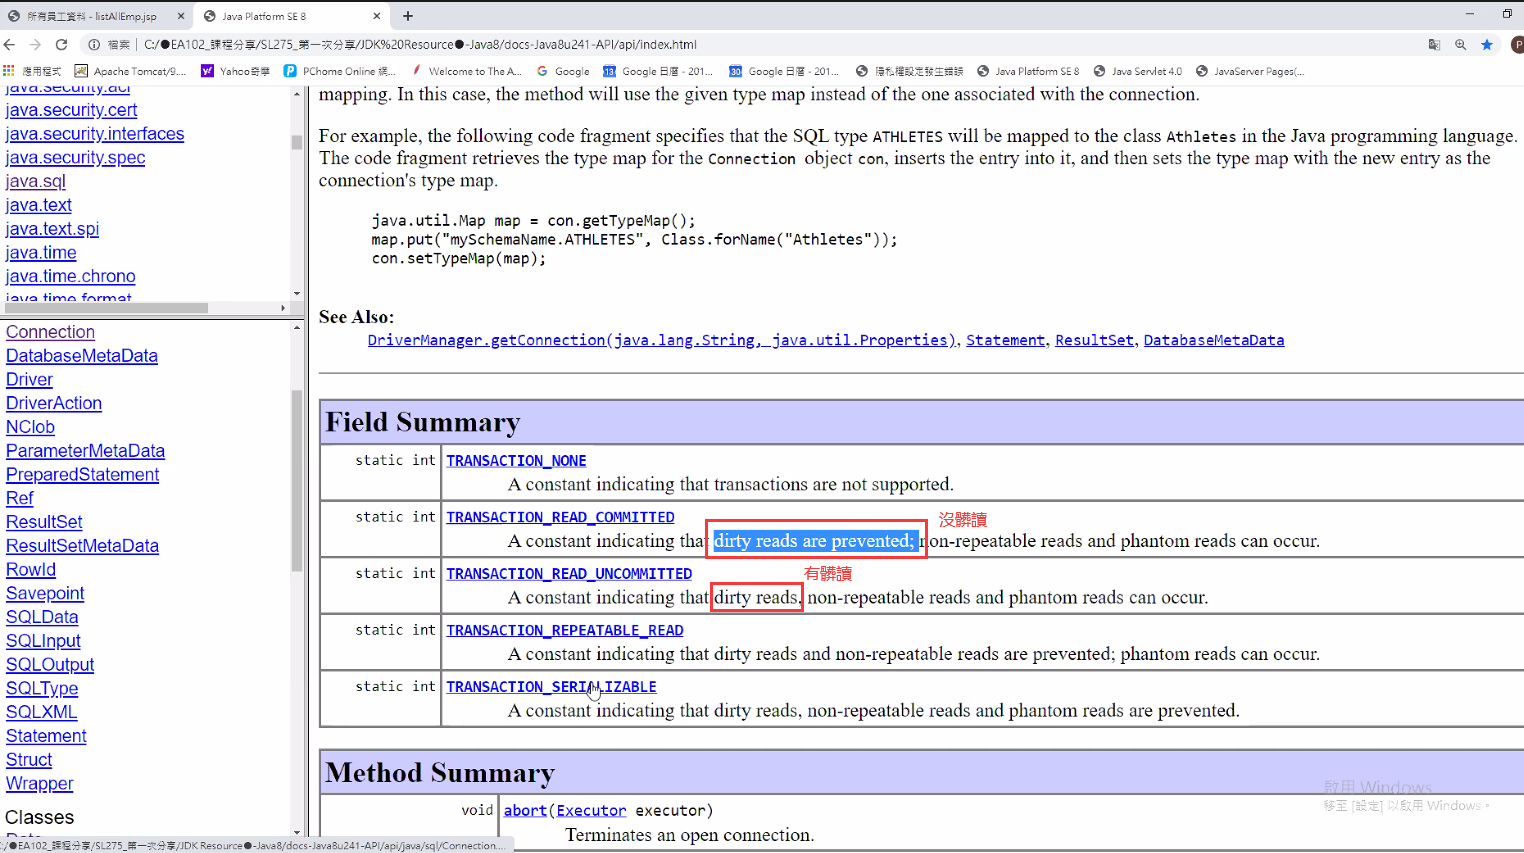 所有員工資料 - listAllEmp.jsp
Java Platform SE 8
檔案 | C:/●EA102_課程分享/SL275_第一次分享/JDK%20Resource●-Java8/docs-Java8u241-API/api/index.html
應用程式 Apache Tomcat/9.... Yahoo奇摩 PChome Online 網... Welcome to The A... Google Google 日曆 - 201... Google 日曆 - 201... 隱私權設定發生錯誤 Java Platform SE 8 Java Servlet 4.0 JavaServer Pages(...
java.security.acl
java.security.cert
java.security.interfaces
java.security.spec
java.sql
java.text
java.text.spi
java.time
java.time.chrono
java.time.format
Connection
DatabaseMetaData
Driver
DriverAction
NClob
ParameterMetaData
PreparedStatement
Ref
ResultSet
ResultSetMetaData
RowId
Savepoint
SQLData
SQLInput
SQLOutput
SQLType
SQLXML
Statement
Struct
Wrapper
Classes
mapping. In this case, the method will use the given type map instead of the one associated with the connection.
For example, the following code fragment specifies that the SQL type ATHLETES will be mapped to the class Athletes in the Java programming language.
The code fragment retrieves the type map for the Connection object con, inserts the entry into it, and then sets the type map with the new entry as the
connection's type map.
java.util.Map map = con.getTypeMap();
map.put("mySchemaName.ATHLETES", Class.forName("Athletes"));
con.setTypeMap(map);
See Also:
DriverManager.getConnection(java.lang.String, java.util.Properties), Statement, ResultSet, DatabaseMetaData
Field Summary
static int TRANSACTION_NONE
A constant indicating that transactions are not supported.
static int TRANSACTION_READ_COMMITTED
沒髒讀
A constant indicating that dirty reads are prevented; non-repeatable reads and phantom reads can occur.
static int TRANSACTION_READ_UNCOMMITTED
有髒讀
A constant indicating that dirty reads, non-repeatable reads and phantom reads can occur.
static int TRANSACTION_REPEATABLE_READ
A constant indicating that dirty reads and non-repeatable reads are prevented; phantom reads can occur.
static int TRANSACTION_SERIALIZABLE
A constant indicating that dirty reads, non-repeatable reads and phantom reads are prevented.
Method Summary
void abort(Executor executor)
Terminates an open connection.
啟用 Windows
移至 [設定] 以啟用 Windows。
:/●EA102_課程分享/SL275_第一次分享/JDK Resource●-Java8/docs-Java8u241-API/api/java/sql/Connection....